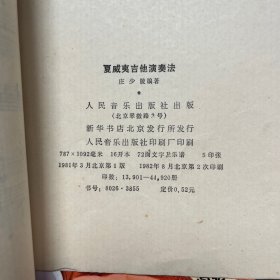 夏威夷吉他演奏法
庄少陵编著
*
人民音乐出版社出版
(北京翠微路2号)
新华书店北京发行所发行
人民音乐出版社印刷厂印刷
787×1092毫米 16开本 72面文字及乐谱 5印张
1981年3月北京第1版 1982年8月北京第2次印刷
印数:13,901—44,920册
书号:8026·3855 定价0.52元